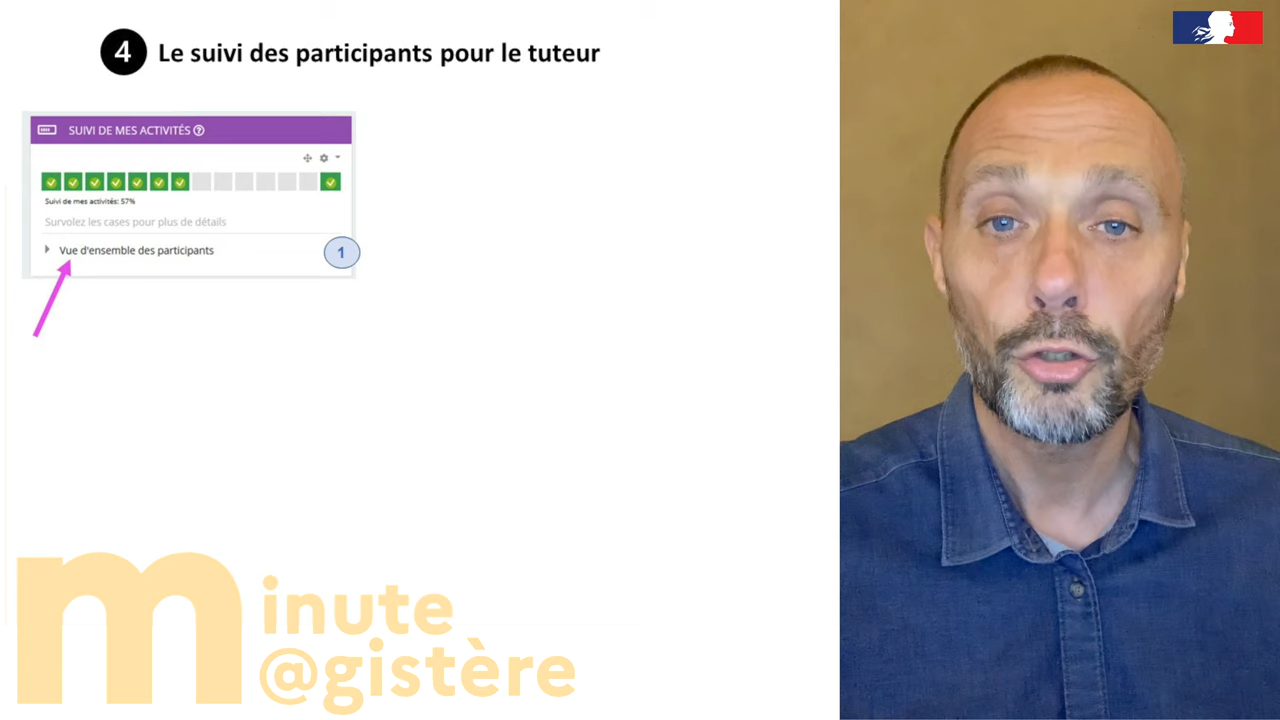 4 Le suivi des participants pour le tuteur
SUIVI DE MES ACTIVITÉS ?
Suivi de mes activités: 57%
Survolez les cases pour plus de détails
Vue d'ensemble des participants
1
minute
@gistère